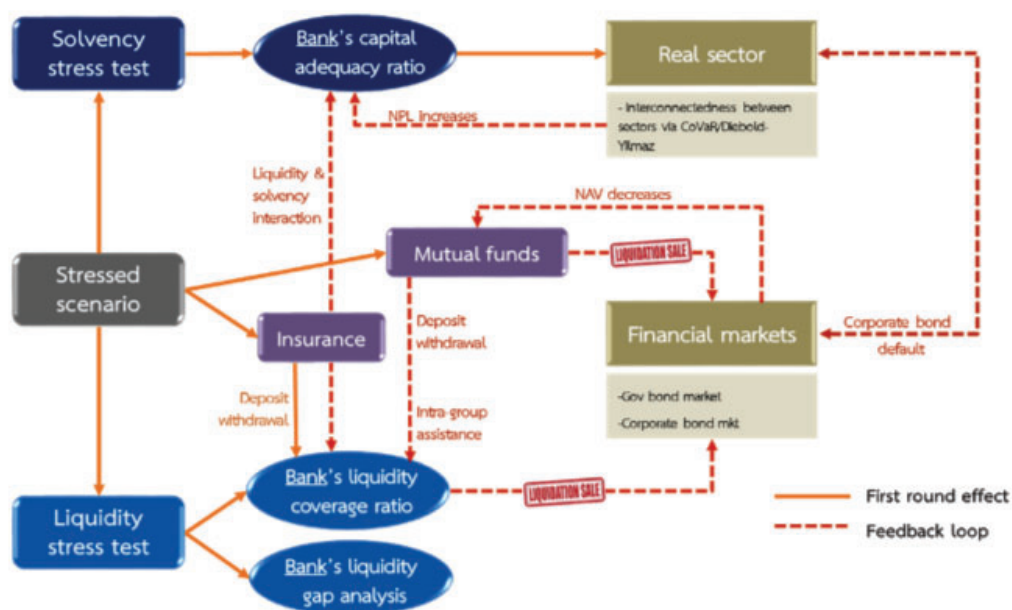 Solvency
stress test
Bank's capital
adequacy ratio
Real sector
- Interconnectedness between
sectors via CoVaR/Diebold-
Yilmaz
NPL increases
Liquidity &
solvency
interaction
NAV decreases
Mutual funds
LIQUIDATION SALE
Stressed
scenario
Insurance
Deposit
withdrawal
Financial markets
Corporate bond
default
-Gov bond market
-Corporate bond mkt
Deposit
withdrawal
Intra-group
assistance
Bank's liquidity
coverage ratio
LIQUIDATION SALE
Liquidity
stress test
Bank's liquidity
gap analysis
First round effect
Feedback loop